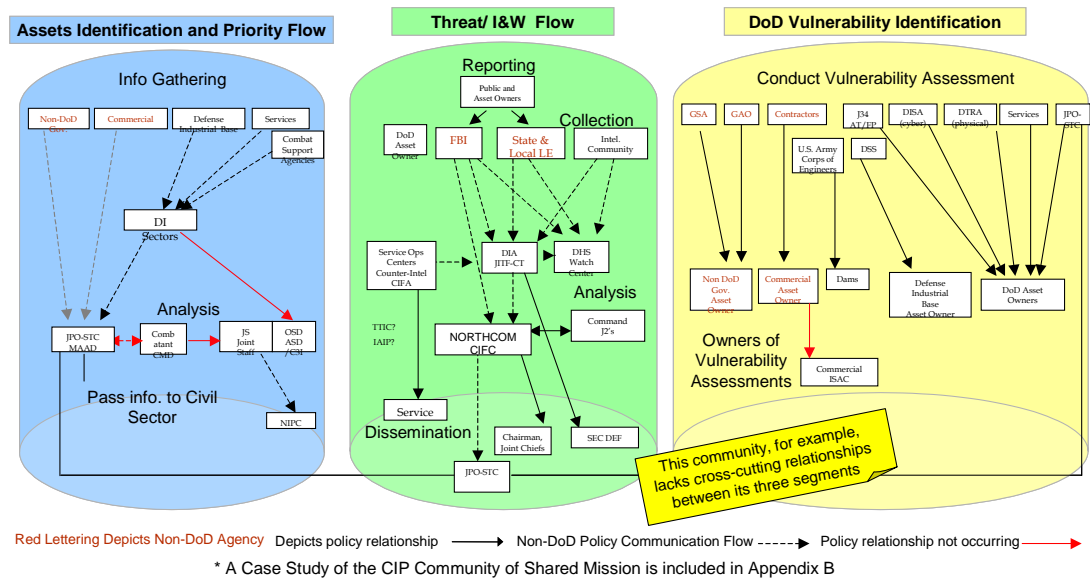 Assets Identification and Priority Flow
Info Gathering
Non-DoD
Gov.
Commercial
Defense
Industrial Base
Services
Combat
Support
Agencies
DI
Sectors
Analysis
JPO-STC
MAAD
Comb
atant
CMD
JS
Joint
Staff
OSD
ASD
/C3I
Pass info. to Civil
Sector
NIPC
Threat/ I&W Flow
Reporting
Public and
Asset Owners
Collection
DoD
Asset
Owner
FBI
State &
Local LE
Intel.
Community
Service Ops
Centers
Counter-Intel
CIFA
DIA
JITF-CT
DHS
Watch
Center
Analysis
TTIC?
IAIP?
NORTHCOM
CIFC
Command
J2's
Service
Dissemination
Chairman,
Joint Chiefs
SEC DEF
JPO-STC
DoD Vulnerability Identification
Conduct Vulnerability Assessment
GSA
GAO
Contractors
J34
AT/FP
DISA
(cyber)
DTRA
(physical)
Services
JPO-
STC
U.S. Army
Corps of
Engineers
DSS
Non DoD
Gov.
Asset
Owner
Commercial
Asset
Owner
Dams
Defense
Industrial
Base
Asset Owner
DoD Asset
Owners
Owners of
Vulnerability
Assessments
Commercial
ISAC
This community, for example,
lacks cross-cutting relationships
between its three segments
Red Lettering Depicts Non-DoD Agency Depicts policy relationship Non-DoD Policy Communication Flow Policy relationship not occurring
* A Case Study of the CIP Community of Shared Mission is included in Appendix B